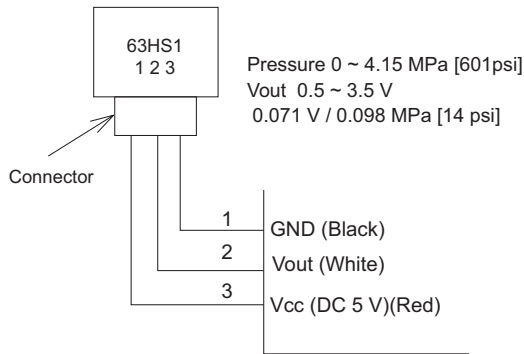 63HS1
1 2 3
Pressure 0 ~ 4.15 MPa [601psi]
Vout 0.5 ~ 3.5 V
0.071 V / 0.098 MPa [14 psi]
Connector
1
GND (Black)
2
Vout (White)
3
Vcc (DC 5 V)(Red)